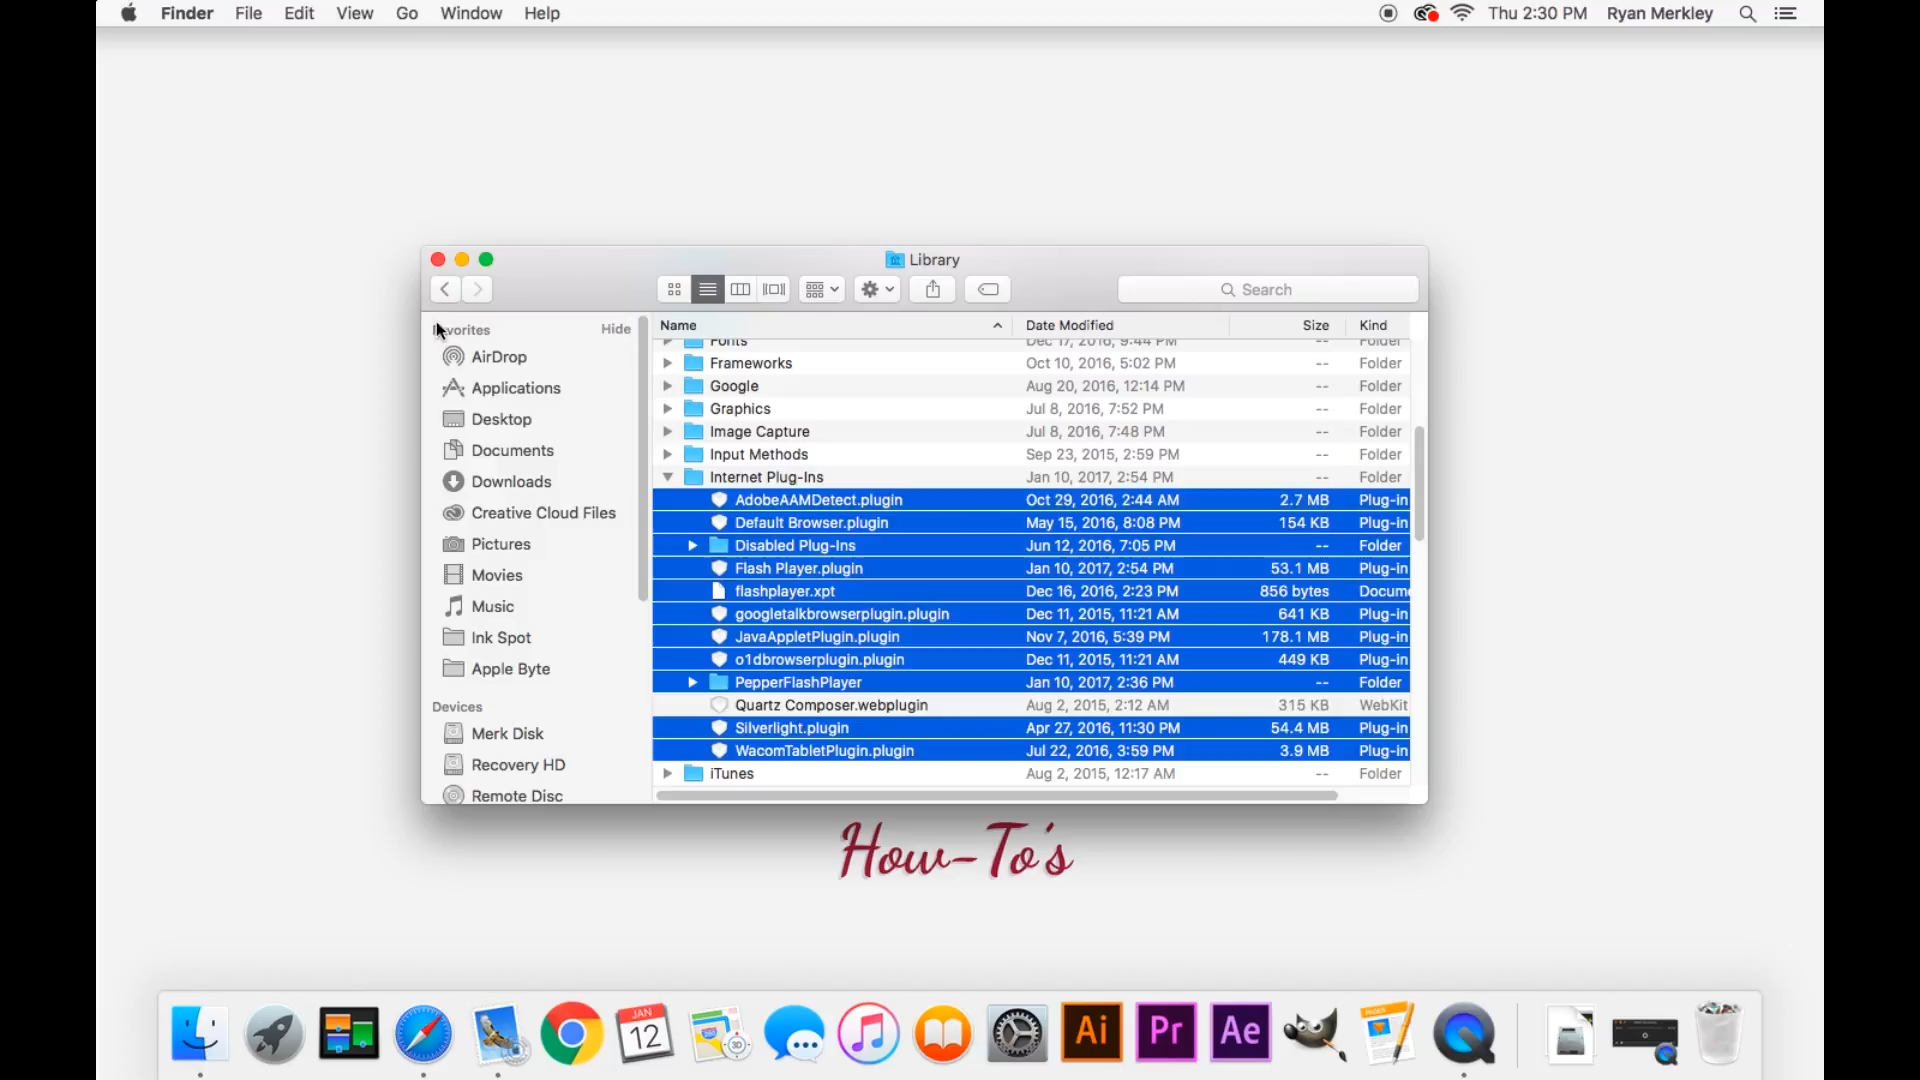 Finder File Edit View Go Window Help Thu 2:30 PM Ryan Merkley
Library
Search
Favorites Hide
AirDrop
Applications
Desktop
Documents
Downloads
Creative Cloud Files
Pictures
Movies
Music
Ink Spot
Apple Byte
Devices
Merk Disk
Recovery HD
Remote Disc
Name Date Modified Size Kind
Fonts Dec 17, 2016, 9:44 PM -- Folder
Frameworks Oct 10, 2016, 5:02 PM -- Folder
Google Aug 20, 2016, 12:14 PM -- Folder
Graphics Jul 8, 2016, 7:52 PM -- Folder
Image Capture Jul 8, 2016, 7:48 PM -- Folder
Input Methods Sep 23, 2015, 2:59 PM -- Folder
Internet Plug-Ins Jan 10, 2017, 2:54 PM -- Folder
AdobeAAMDetect.plugin Oct 29, 2016, 2:44 AM 2.7 MB Plug-in
Default Browser.plugin May 15, 2016, 8:08 PM 154 KB Plug-in
Disabled Plug-Ins Jun 12, 2016, 7:05 PM -- Folder
Flash Player.plugin Jan 10, 2017, 2:54 PM 53.1 MB Plug-in
flashplayer.xpt Dec 16, 2016, 2:23 PM 856 bytes Docum
googletalkbrowserplugin.plugin Dec 11, 2015, 11:21 AM 641 KB Plug-in
JavaAppletPlugin.plugin Nov 7, 2016, 5:39 PM 178.1 MB Plug-in
o1dbrowserplugin.plugin Dec 11, 2015, 11:21 AM 449 KB Plug-in
PepperFlashPlayer Jan 10, 2017, 2:36 PM -- Folder
Quartz Composer.webplugin Aug 2, 2015, 2:12 AM 315 KB WebKit
Silverlight.plugin Apr 27, 2016, 11:30 PM 54.4 MB Plug-in
WacomTabletPlugin.plugin Jul 22, 2016, 3:59 PM 3.9 MB Plug-in
iTunes Aug 2, 2015, 12:17 AM -- Folder
How-To's
JAN
12
3D
Ai
Pr
Ae
PAGES